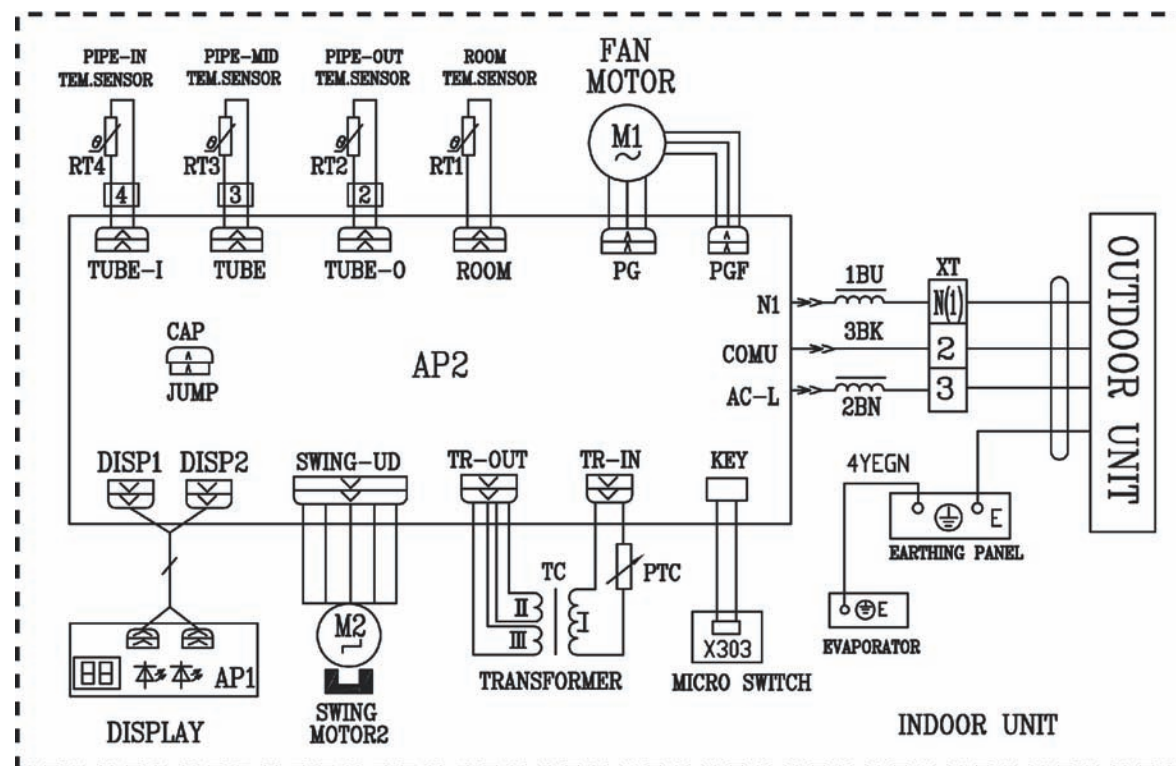 PIPE-IN
TEM.SENSOR
PIPE-MID
TEM.SENSOR
PIPE-OUT
TEM.SENSOR
ROOM
TEM.SENSOR
FAN
MOTOR
θ
RT4
θ
RT3
θ
RT2
θ
RT1
M1
~
4
3
2
TUBE-I
TUBE
TUBE-O
ROOM
PG
PGF
N1
1BU
XT
N(1)
COMU
3BK
2
AC-L
2BN
3
OUTDOOR UNIT
CAP
JUMP
AP2
DISP1
DISP2
SWING-UD
TR-OUT
TR-IN
KEY
4YEGN
E
EARTHING PANEL
E
EVAPORATOR
TC
PTC
II
III
I
M2
X303
88
AP1
DISPLAY
SWING
MOTOR2
TRANSFORMER
MICRO SWITCH
INDOOR UNIT